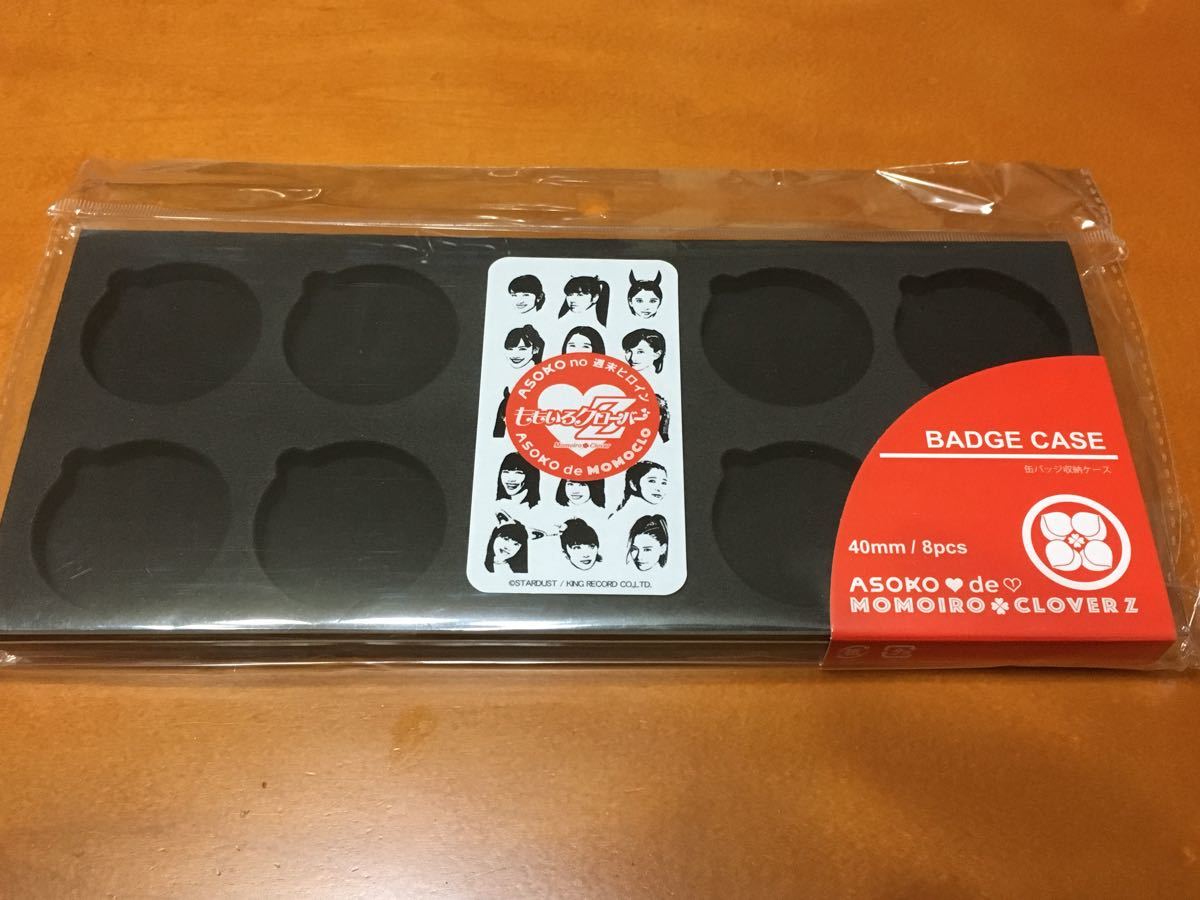 ASOKO no 週末ヒロイン
ももいろクローバーZ
Momoiro Clover
ASOKO de MOMOCLO
©STARDUST / KING RECORD CO.,LTD.
BADGE CASE
缶バッジ収納ケース
40mm / 8pcs
ASOKO de
MOMOIRO CLOVER Z